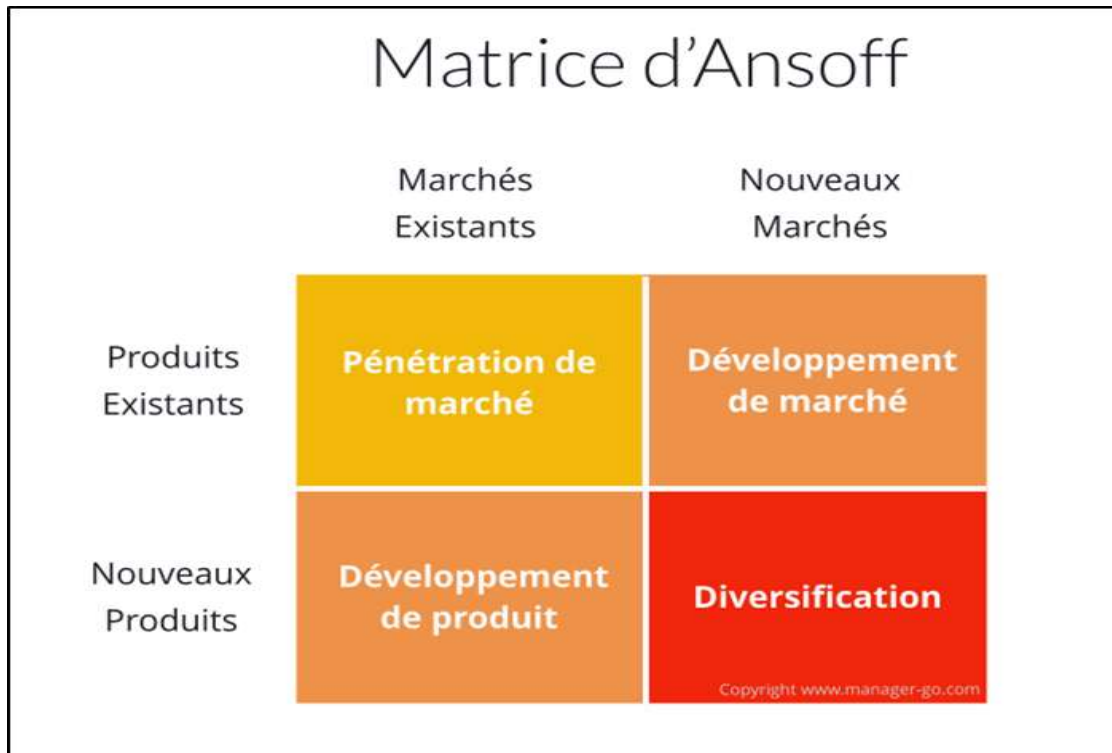 Matrice d’Ansoff
Marchés
Existants
Nouveaux
Marchés
Produits
Existants
Pénétration de
marché
Développement
de marché
Nouveaux
Produits
Développement
de produit
Diversification
Copyright www.manager-go.com